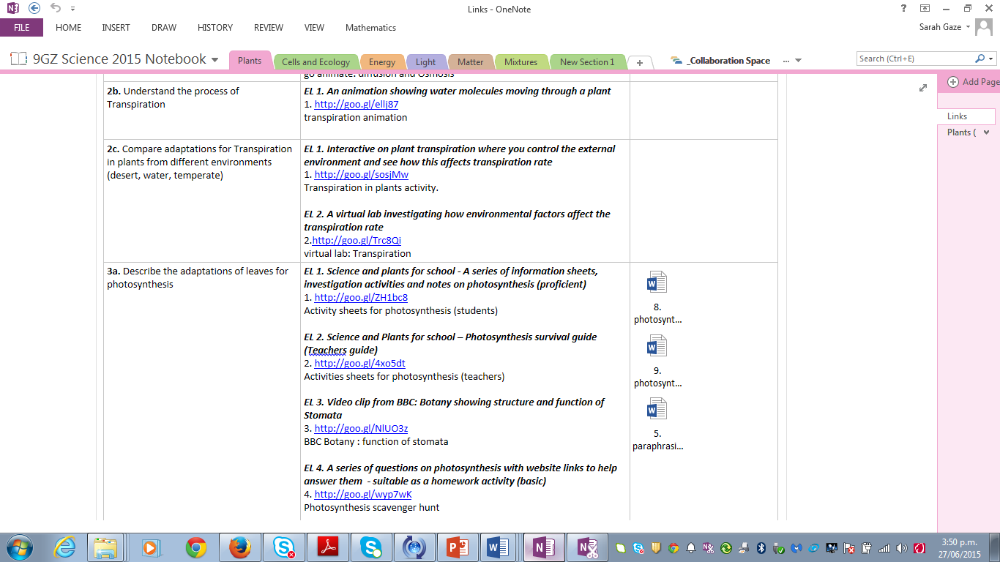 Links - OneNote
FILE HOME INSERT DRAW HISTORY REVIEW VIEW Mathematics
Sarah Gaze
9GZ Science 2015 Notebook
Plants Cells and Ecology Energy Light Matter Mixtures New Section 1
_Collaboration Space
Search (Ctrl+E)
Add Page
Links
Plants (
go animate: diffusion and Osmosis
2b. Understand the process of
Transpiration
EL 1. An animation showing water molecules moving through a plant
1. http://goo.gl/ellj87
transpiration animation
2c. Compare adaptations for Transpiration
in plants from different environments
(desert, water, temperate)
EL 1. Interactive on plant transpiration where you control the external
environment and see how this affects transpiration rate
1. http://goo.gl/sosjMw
Transpiration in plants activity.
EL 2. A virtual lab investigating how environmental factors affect the
transpiration rate
2.http://goo.gl/Trc8Qi
virtual lab: Transpiration
3a. Describe the adaptations of leaves for
photosynthesis
EL 1. Science and plants for school - A series of information sheets,
investigation activities and notes on photosynthesis (proficient)
1. http://goo.gl/ZH1bc8
Activity sheets for photosynthesis (students)
EL 2. Science and Plants for school – Photosynthesis survival guide
(Teachers guide)
2. http://goo.gl/4xo5dt
Activities sheets for photosynthesis (teachers)
EL 3. Video clip from BBC: Botany showing structure and function of
Stomata
3. http://goo.gl/NlUO3z
BBC Botany : function of stomata
EL 4. A series of questions on photosynthesis with website links to help
answer them - suitable as a homework activity (basic)
4. http://goo.gl/wyp7wK
Photosynthesis scavenger hunt
8.
photosynt...
9.
photosynt...
5.
paraphrasi...
3:50 p.m.
27/06/2015